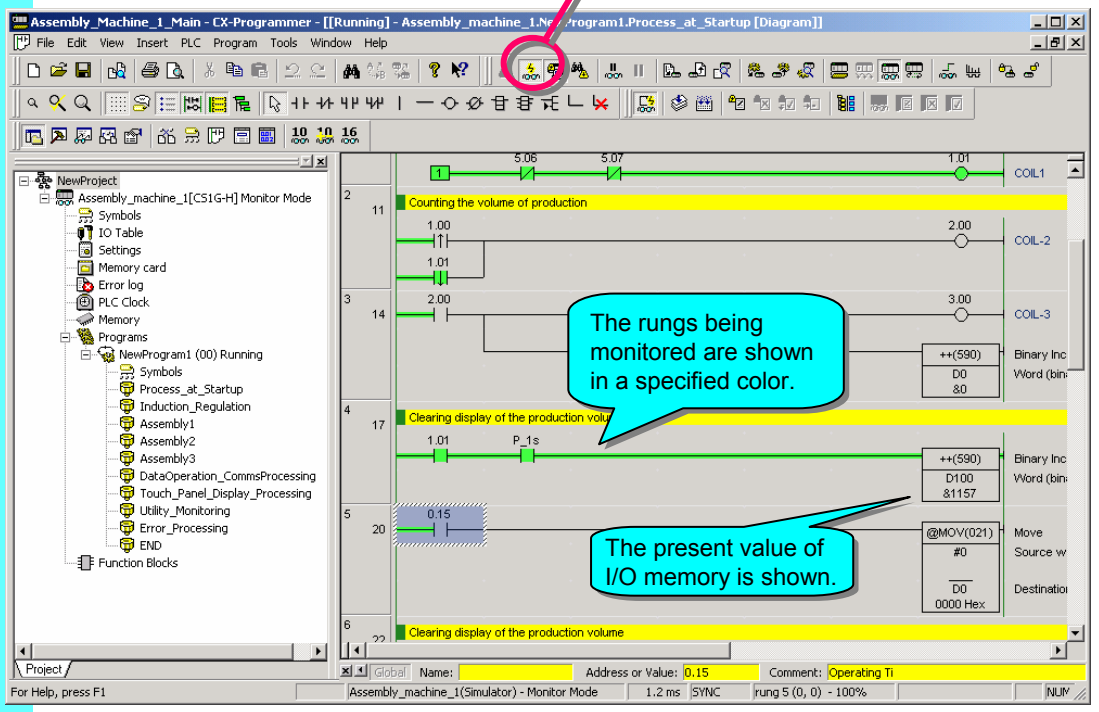 Assembly_Machine_1_Main - CX-Programmer - [[Running] - Assembly_machine_1.NewProgram1.Process_at_Startup [Diagram]]
File Edit View Insert PLC Program Tools Window Help
10 10 16
NewProject
Assembly_machine_1[CS1G-H] Monitor Mode
Symbols
IO Table
Settings
Memory card
Error log
PLC Clock
Memory
Programs
NewProgram1 (00) Running
Symbols
Process_at_Startup
Induction_Regulation
Assembly1
Assembly2
Assembly3
DataOperation_CommsProcessing
Touch_Panel_Display_Processing
Utility_Monitoring
Error_Processing
END
Function Blocks
Project
5.06 5.07 1.01
1 COIL1
2
11
Counting the volume of production
1.00 2.00
COIL-2
1.01
3
14
2.00 3.00
COIL-3
++(590) Binary Inc
D0 Word (bin
&0
The rungs being
monitored are shown
in a specified color.
4
17
Clearing display of the production volu
1.01 P_1s
++(590) Binary Inc
D100 Word (bin
&1157
5
20
0.15
@MOV(021) Move
#0 Source w
D0 Destination
0000 Hex
The present value of
I/O memory is shown.
6
22
Clearing display of the production volume
Global Name: Address or Value: 0.15 Comment: Operating Ti
For Help, press F1 Assembly_machine_1(Simulator) - Monitor Mode 1.2 ms SYNC rung 5 (0, 0) - 100% NUM